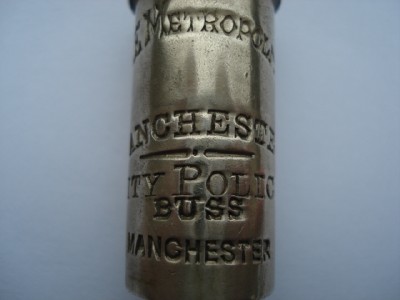 E METROPOL
ANCHESTE
ITY POLIC
BUSS
MANCHESTER